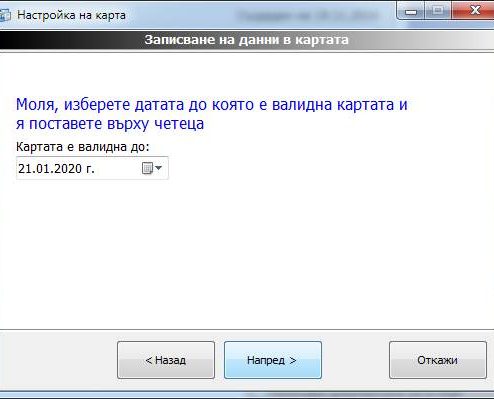 Настройка на карта
Записване на данни в картата
Моля, изберете датата до която е валидна картата и
я поставете върху четеца
Картата е валидна до:
21.01.2020 г.
< Назад
Напред >
Откажи